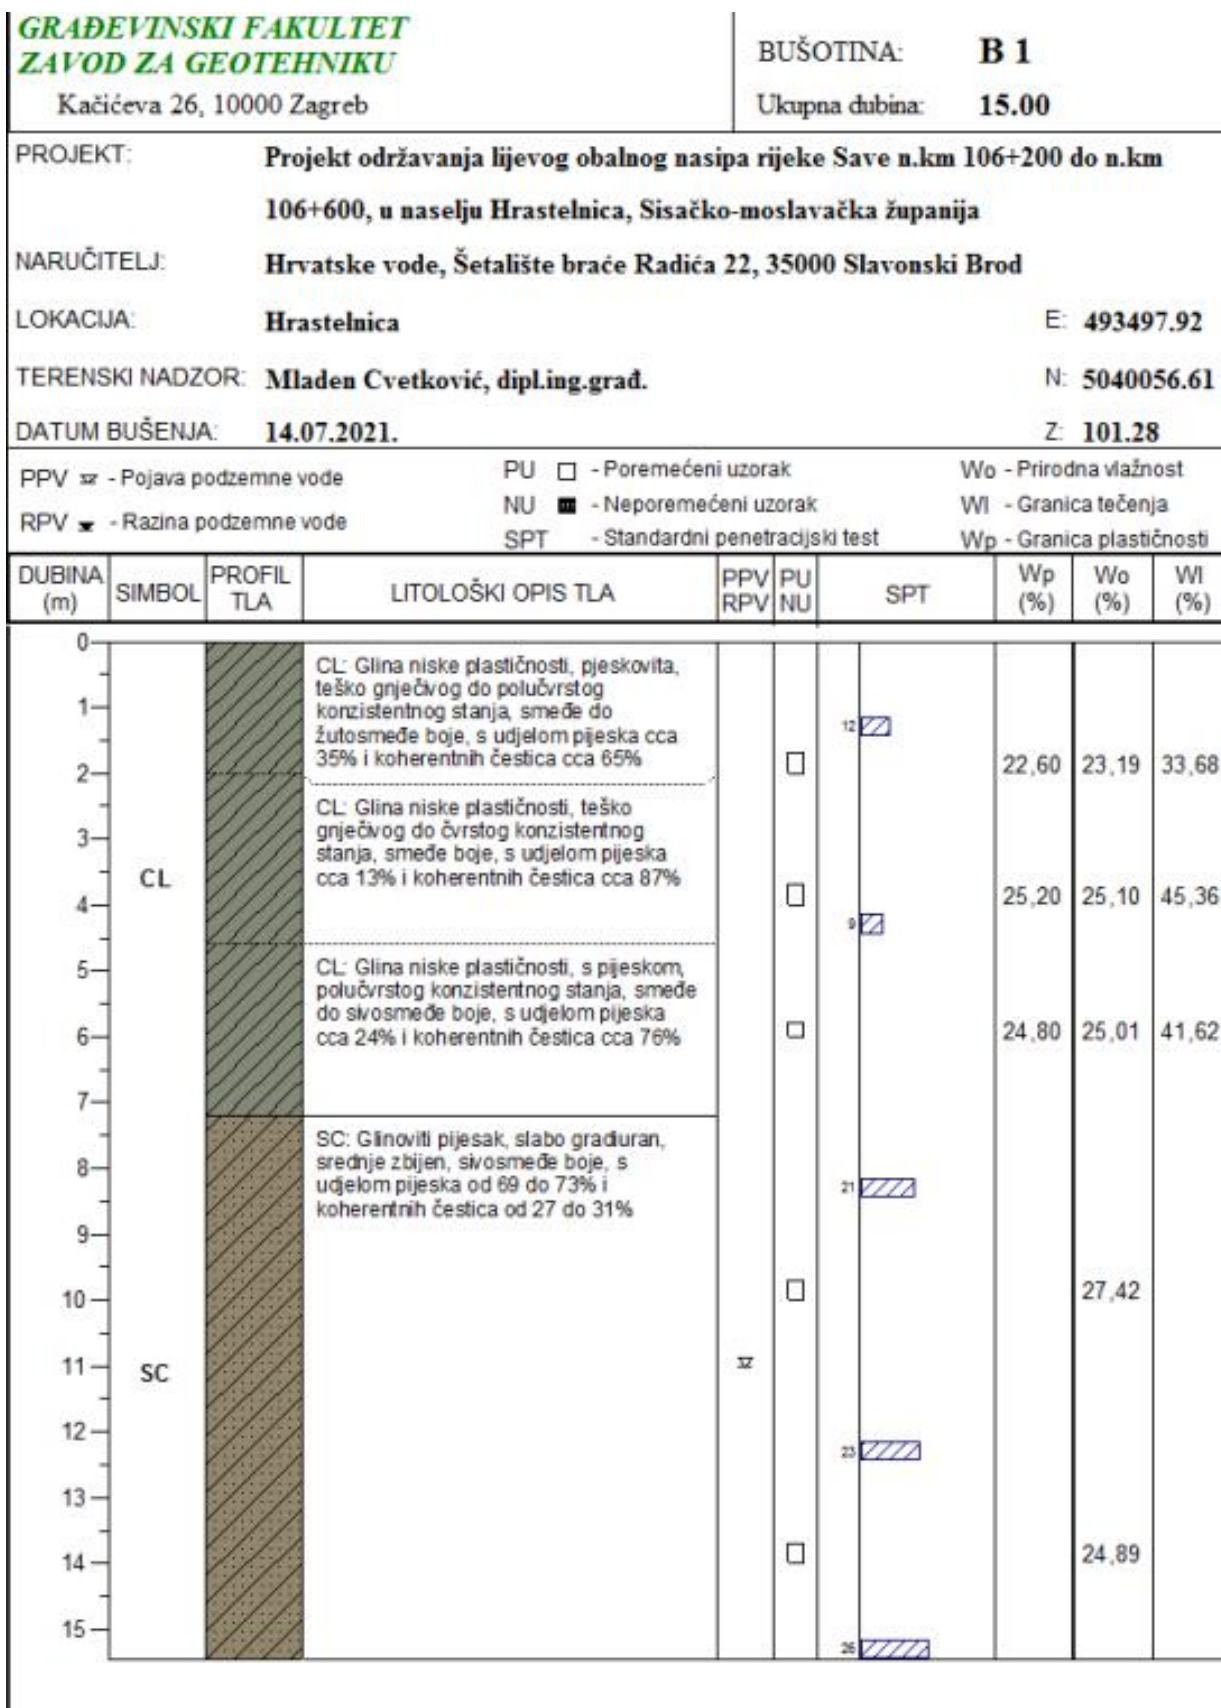 GRAĐEVINSKI FAKULTET
ZAVOD ZA GEOTEHNIKU
Kačićeva 26, 10000 Zagreb
BUŠOTINA: B 1
Ukupna dubina: 15.00
PROJEKT: Projekt održavanja lijevog obalnog nasipa rijeke Save n.km 106+200 do n.km
106+600, u naselju Hrastelnica, Sisačko-moslavačka županija
NARUČITELJ: Hrvatske vode, Šetalište braće Radića 22, 35000 Slavonski Brod
LOKACIJA: Hrastelnica E: 493497.92
TERENSKI NADZOR: Mladen Cvetković, dipl.ing.građ. N: 5040056.61
DATUM BUŠENJA: 14.07.2021. Z: 101.28
PPV - Pojava podzemne vode
RPV - Razina podzemne vode
PU - Poremećeni uzorak
NU - Neporemećeni uzorak
SPT - Standardni penetracijski test
Wo - Prirodna vlažnost
Wl - Granica tečenja
Wp - Granica plastičnosti
DUBINA (m) SIMBOL PROFIL TLA LITOLOŠKI OPIS TLA PPV RPV PU NU SPT Wp (%) Wo (%) Wl (%)
0
CL: Glina niske plastičnosti, pjeskovita,
teško gnječivog do polučvrstog
1 konzistentnog stanja, smeđe do
žutosmeđe boje, s udjelom pijeska cca 12
35% i koherentnih čestica cca 65%
2 22,60 23,19 33,68
CL: Glina niske plastičnosti, teško
gnječivog do čvrstog konzistentnog
3 stanja, smeđe boje, s udjelom pijeska
CL cca 13% i koherentnih čestica cca 87%
4 25,20 25,10 45,36
9
5 CL: Glina niske plastičnosti, s pijeskom,
polučvrstog konzistentnog stanja, smeđe
do sivosmeđe boje, s udjelom pijeska
6 cca 24% i koherentnih čestica cca 76% 24,80 25,01 41,62
7
SC: Glinoviti pijesak, slabo gradiuran,
8 srednje zbijen, sivosmeđe boje, s
udjelom pijeska od 69 do 73% i 21
koherentnih čestica od 27 do 31%
9
10 27,42
11 SC
12 23
13
14 24,89
15 26